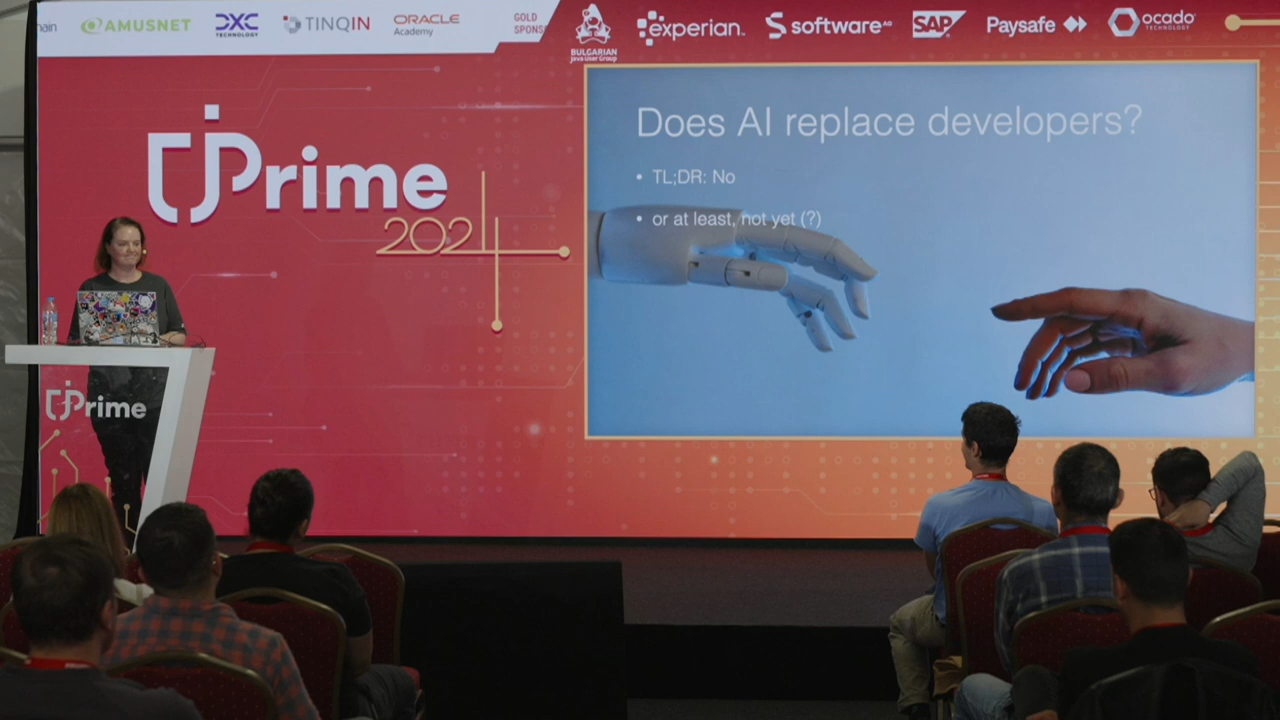 AMUSNET
DXC
TECHNOLOGY
TINQIN
ORACLE
Academy
GOLD
SPONS
BULGARIAN
Java User Group
experian
software AG
SAP
Paysafe
ocado
TECHNOLOGY
JPrime
2024
Does AI replace developers?
• TL;DR: No
• or at least, not yet (?)
JPrime